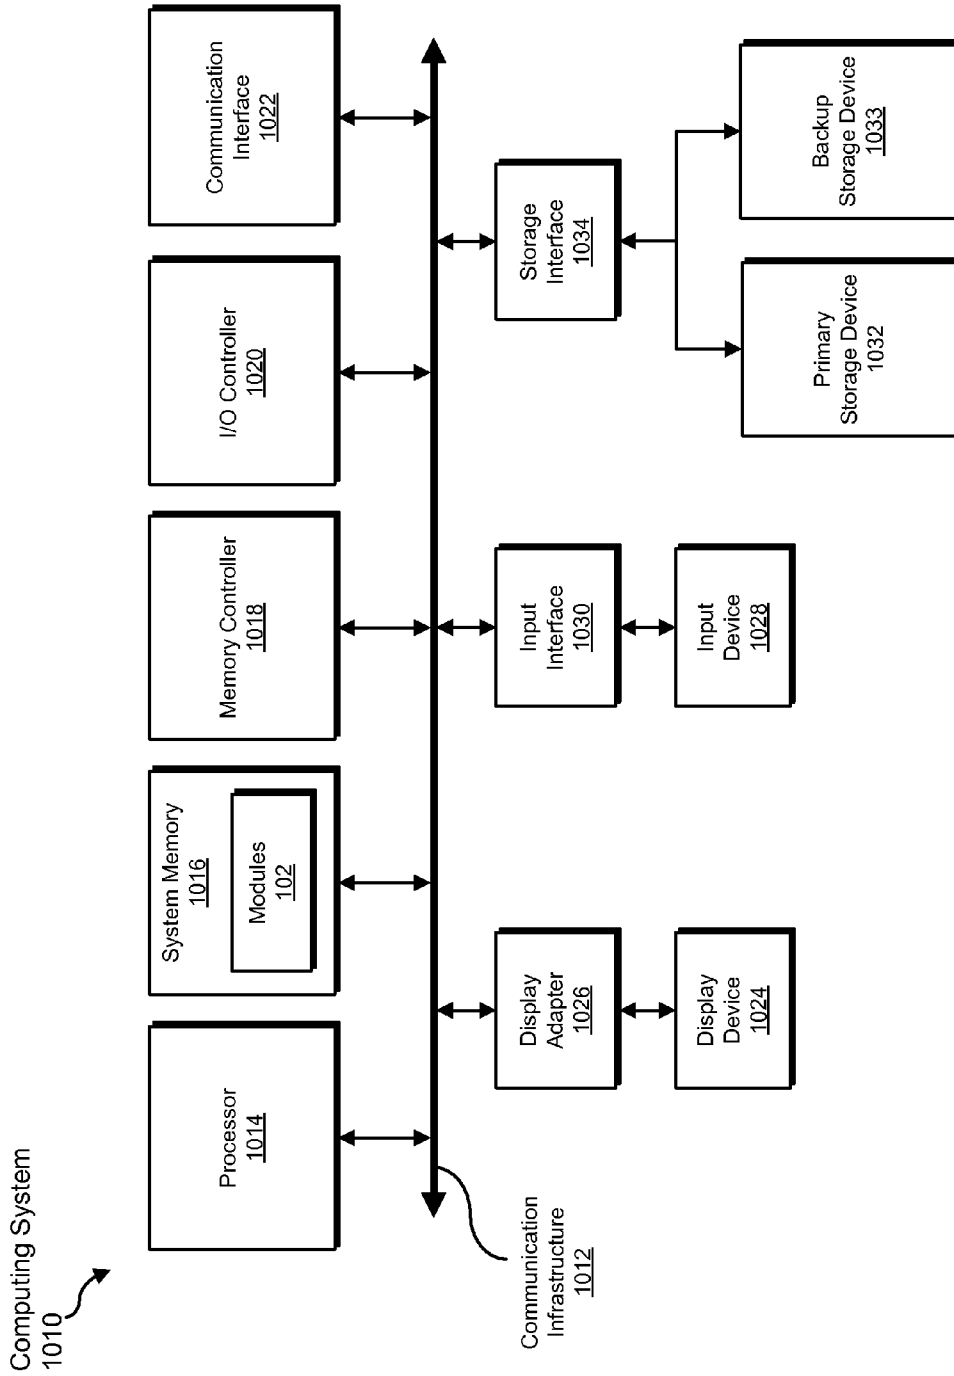 Computing System
1010
Processor
1014
System Memory
1016
Modules
102
Memory Controller
1018
I/O Controller
1020
Communication
Interface
1022
Communication
Infrastructure
1012
Display
Adapter
1026
Input
Interface
1030
Storage
Interface
1034
Display
Device
1024
Input
Device
1028
Primary
Storage Device
1032
Backup
Storage Device
1033